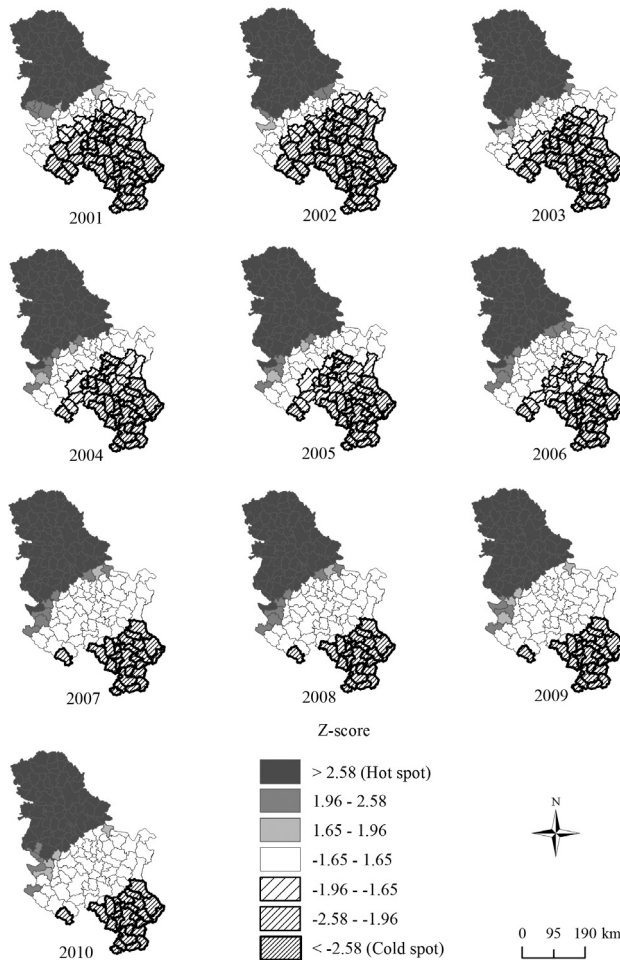 2001 2002 2003
2004 2005 2006
2007 2008 2009
Z-score
> 2.58 (Hot spot)
1.96 - 2.58
1.65 - 1.96
-1.65 - 1.65
-1.96 - -1.65
-2.58 - -1.96
< -2.58 (Cold spot)
2010
N
0 95 190 km